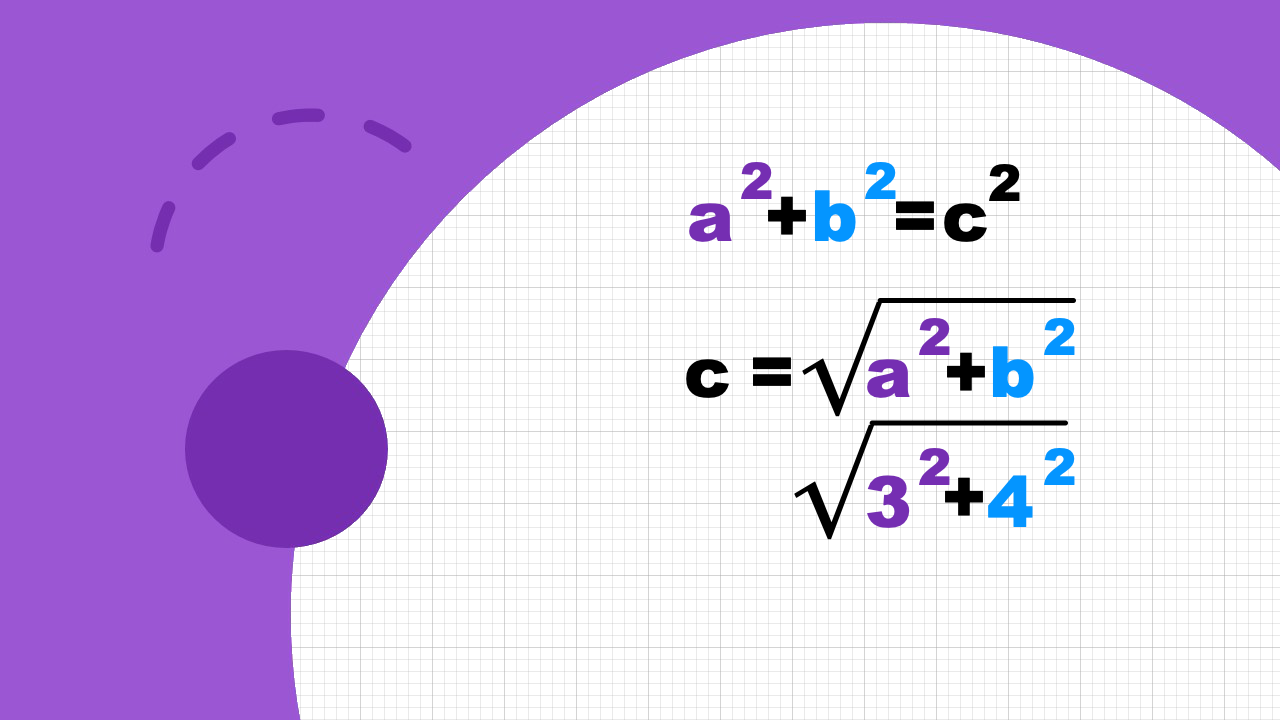 a²+b²=c²
c = √a²+b²
√3²+4²